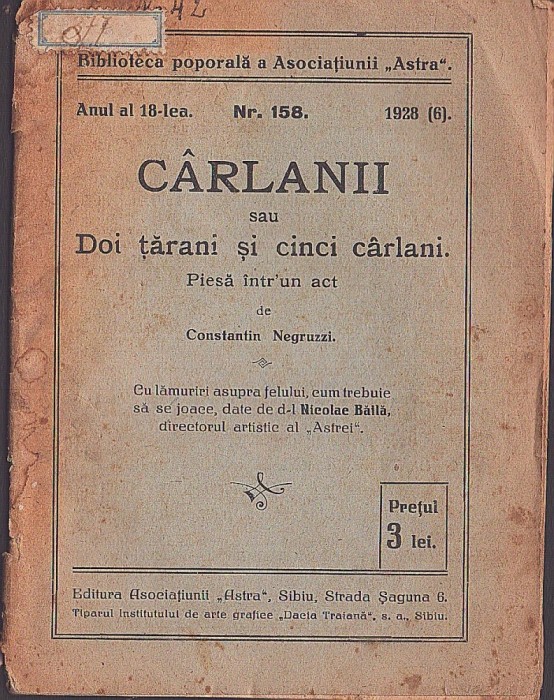 42
Biblioteca poporală a Asociațiunii „Astra“.
Anul al 18-lea. Nr. 158. 1928 (6).
CÂRLANII
sau
Doi țărani și cinci cârlani.
Piesă într'un act
de
Constantin Negruzzi.
Cu lămuriri asupra felului, cum trebuie
să se joace, date de d-l Nicolae Băilă,
directorul artistic al „Astrei“.
Prețul
3 lei.
Editura Asociațiunii „Astra“, Sibiu, Strada Șaguna 6.
Tiparul Institutului de arte grafice „Dacia Traiană“, s. a., Sibiu.